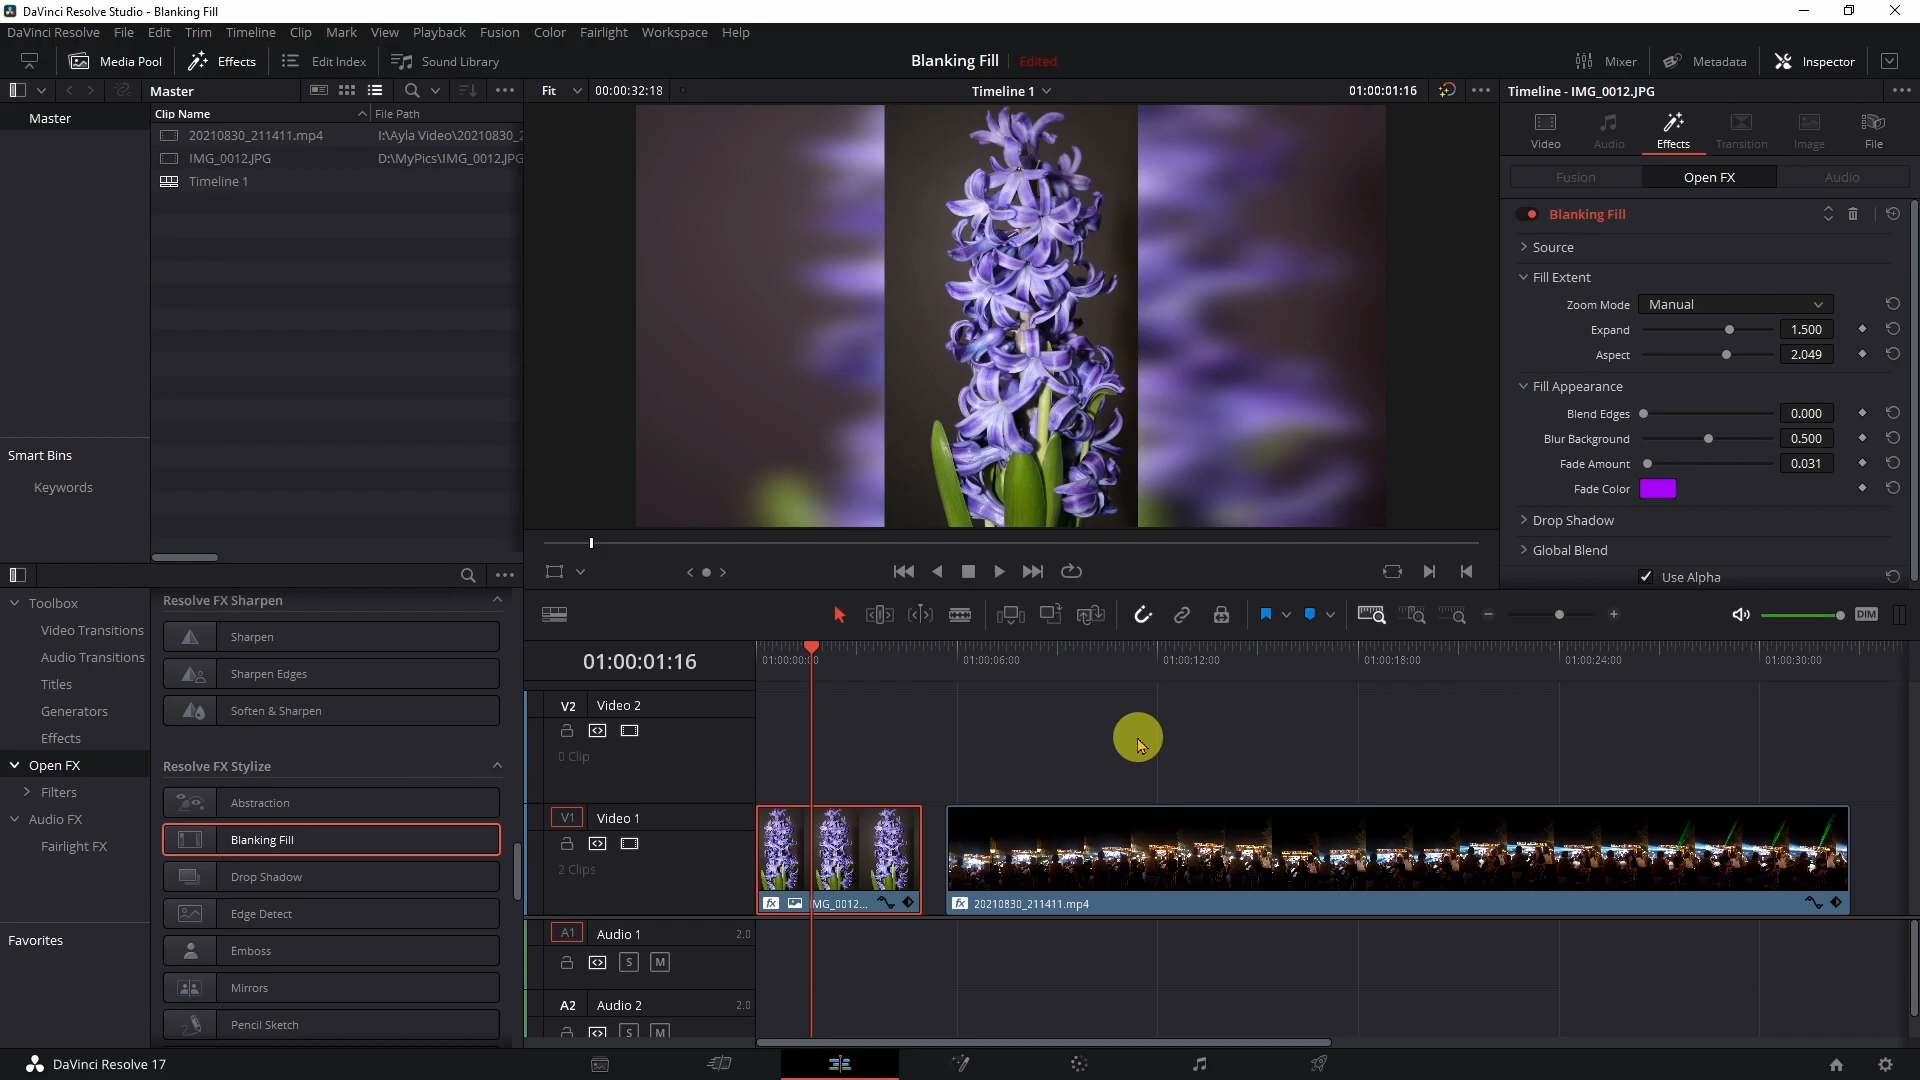 DaVinci Resolve Studio - Blanking Fill
DaVinci Resolve File Edit Trim Timeline Clip Mark View Playback Fusion Color Fairlight Workspace Help
Media Pool Effects Edit Index Sound Library Blanking Fill Edited Mixer Metadata Inspector
Master Fit 00:00:32:18 Timeline 1 01:00:01:16 Timeline - IMG_0012.JPG
Master
Clip Name File Path
20210830_211411.mp4 I:\Ayla Video\20210830_2
IMG_0012.JPG D:\MyPics\IMG_0012.JPG
Timeline 1
Video Audio Effects Transition Image File
Fusion Open FX Audio
Blanking Fill
Source
Fill Extent
Zoom Mode Manual
Expand 1.500
Aspect 2.049
Fill Appearance
Blend Edges 0.000
Blur Background 0.500
Fade Amount 0.031
Fade Color
Drop Shadow
Global Blend
Use Alpha
Smart Bins
Keywords
Toolbox
Video Transitions
Audio Transitions
Titles
Generators
Effects
Open FX
Filters
Audio FX
Fairlight FX
Favorites
Resolve FX Sharpen
Sharpen
Sharpen Edges
Soften & Sharpen
Resolve FX Stylize
Abstraction
Blanking Fill
Drop Shadow
Edge Detect
Emboss
Mirrors
Pencil Sketch
DIM
01:00:01:16 01:00:00:00 01:00:06:00 01:00:12:00 01:00:18:00 01:00:24:00 01:00:30:00
V2 Video 2
0 Clip
V1 Video 1
2 Clips
fx IMG_0012... fx 20210830_211411.mp4
A1 Audio 1 2.0
S M
A2 Audio 2 2.0
S M
DaVinci Resolve 17